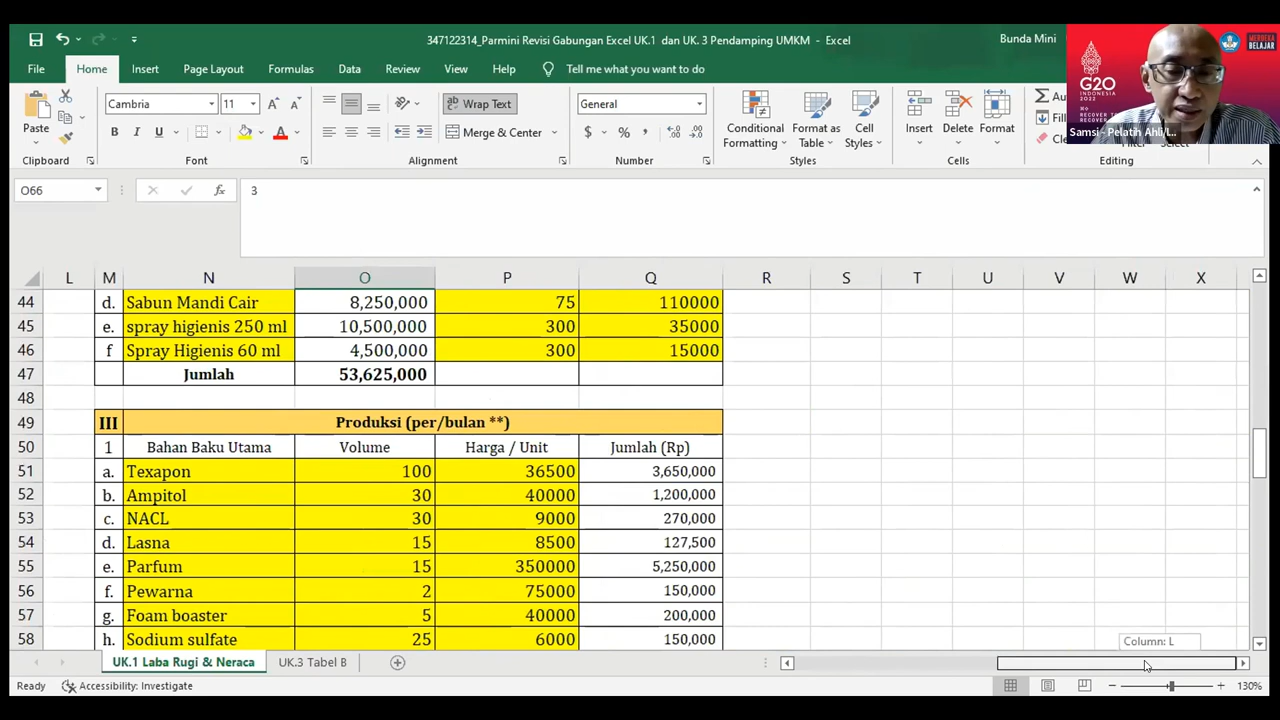 347122314_Parmini Revisi Gabungan Excel UK.1 dan UK. 3 Pendamping UMKM - Excel
Bunda Mini
File Home Insert Page Layout Formulas Data Review View Help Tell me what you want to do
G20
INDONESIA
2022
MERDEKA
BELAJAR
Samsi - Pelatih Ahli/I...
Paste
Cambria 11
B I U
Wrap Text
Merge & Center
General
$ % ,
Conditional Formatting
Format as Table
Cell Styles
Insert Delete Format
Clipboard Font Alignment Number Styles Cells Editing
O66 fx 3
L M N O P Q R S T U V W X
44 d. Sabun Mandi Cair 8,250,000 75 110000
45 e. spray higienis 250 ml 10,500,000 300 35000
46 f Spray Higienis 60 ml 4,500,000 300 15000
47 Jumlah 53,625,000
48
49 III Produksi (per/bulan **)
50 1 Bahan Baku Utama Volume Harga / Unit Jumlah (Rp)
51 a. Texapon 100 36500 3,650,000
52 b. Ampitol 30 40000 1,200,000
53 c. NACL 30 9000 270,000
54 d. Lasna 15 8500 127,500
55 e. Parfum 15 350000 5,250,000
56 f. Pewarna 2 75000 150,000
57 g. Foam boaster 5 40000 200,000
58 h. Sodium sulfate 25 6000 150,000
Column: L
UK.1 Laba Rugi & Neraca UK.3 Tabel B
Ready Accessibility: Investigate 130%